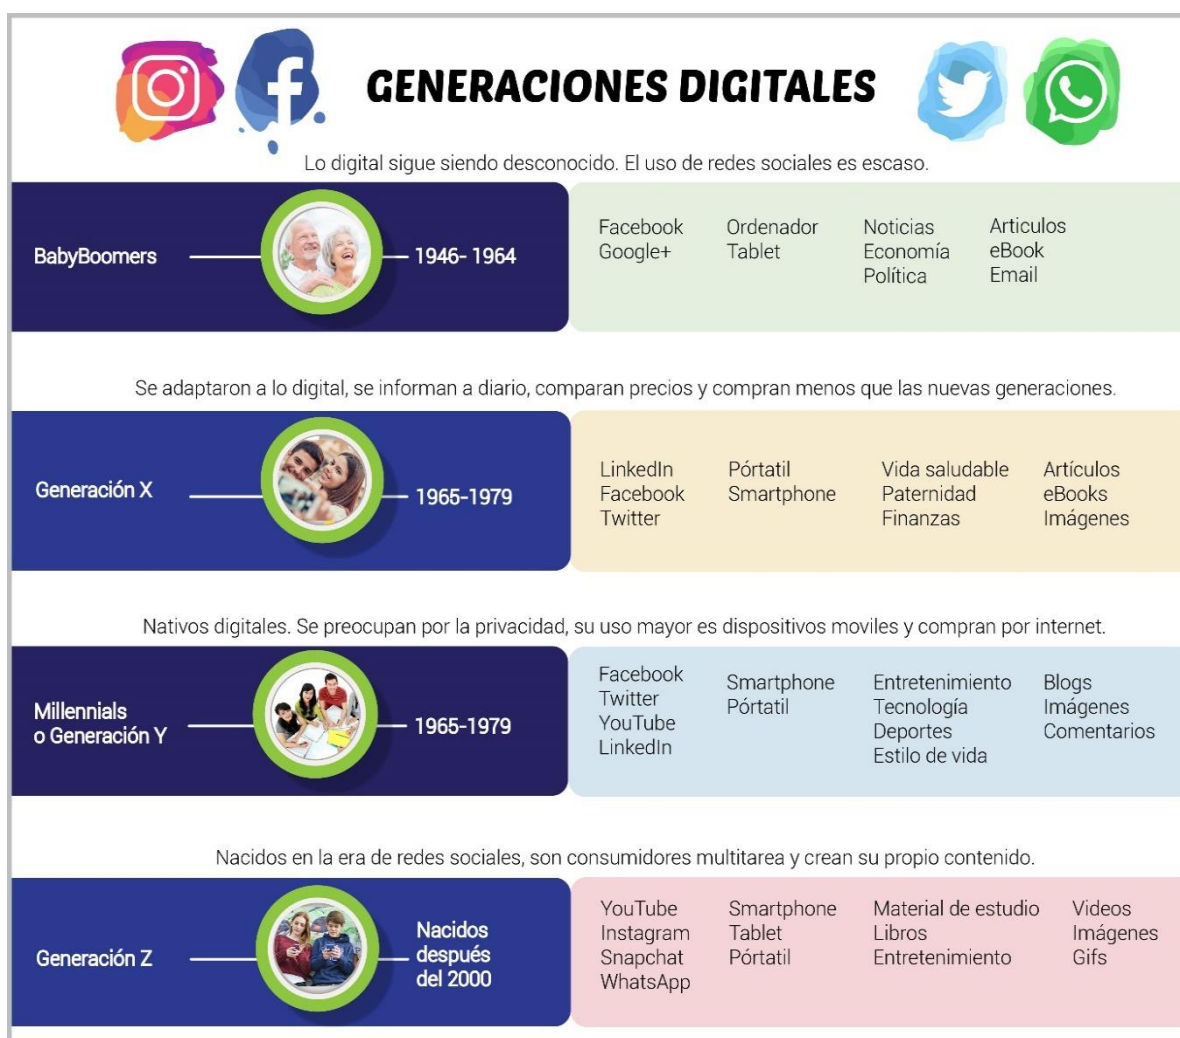 GENERACIONES DIGITALES
Lo digital sigue siendo desconocido. El uso de redes sociales es escaso.
BabyBoomers
1946- 1964
Facebook
Google+
Ordenador
Tablet
Noticias
Economía
Política
Articulos
eBook
Email
Se adaptaron a lo digital, se informan a diario, comparan precios y compran menos que las nuevas generaciones.
Generación X
1965-1979
LinkedIn
Facebook
Twitter
Pórtatil
Smartphone
Vida saludable
Paternidad
Finanzas
Artículos
eBooks
Imágenes
Nativos digitales. Se preocupan por la privacidad, su uso mayor es dispositivos moviles y compran por internet.
Millennials
o Generación Y
1965-1979
Facebook
Twitter
YouTube
LinkedIn
Smartphone
Pórtatil
Entretenimiento
Tecnología
Deportes
Estilo de vida
Blogs
Imágenes
Comentarios
Nacidos en la era de redes sociales, son consumidores multitarea y crean su propio contenido.
Generación Z
Nacidos
después
del 2000
YouTube
Instagram
Snapchat
WhatsApp
Smartphone
Tablet
Pórtatil
Material de estudio
Libros
Entretenimiento
Videos
Imágenes
Gifs